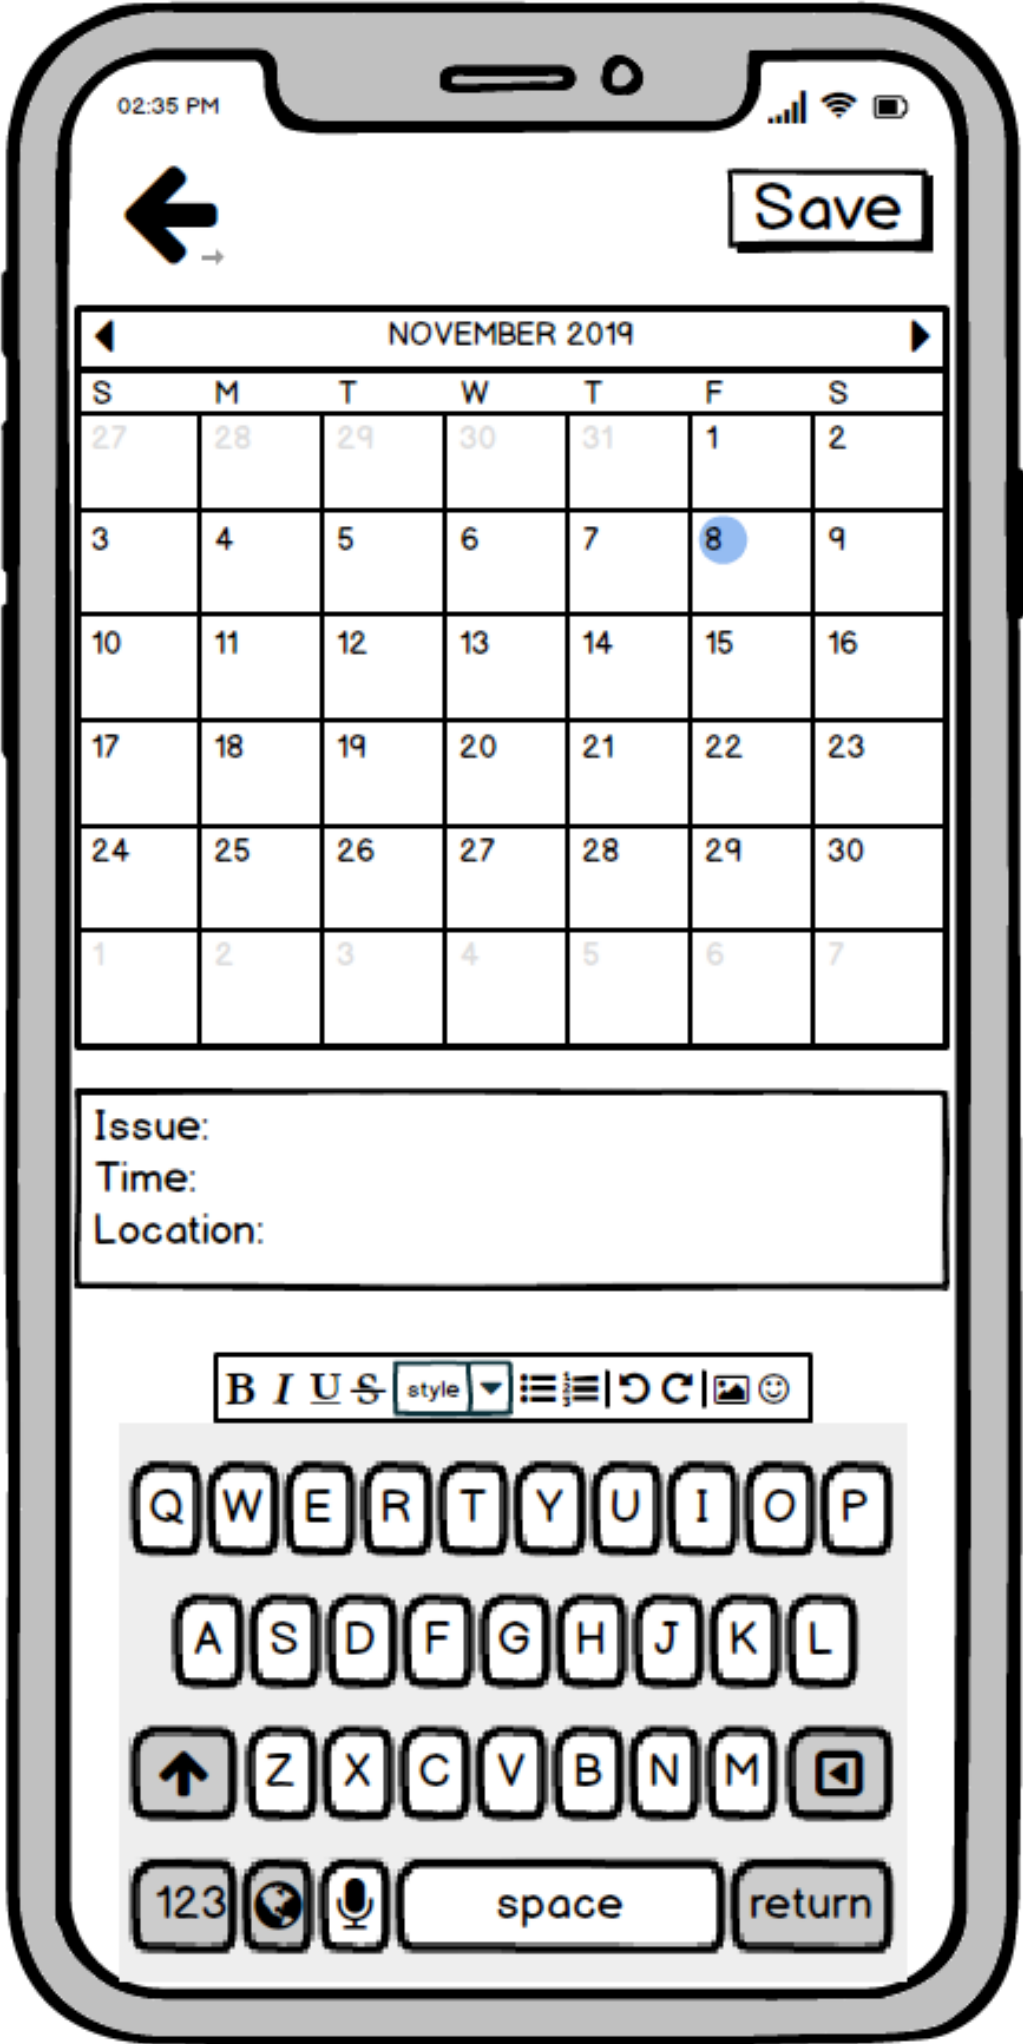 02:35 PM
Save
NOVEMBER 2019
S M T W T F S
27 28 29 30 31 1 2
3 4 5 6 7 8 9
10 11 12 13 14 15 16
17 18 19 20 21 22 23
24 25 26 27 28 29 30
1 2 3 4 5 6 7
Issue:
Time:
Location:
B I U S style
Q W E R T Y U I O P
A S D F G H J K L
Z X C V B N M
123 space return